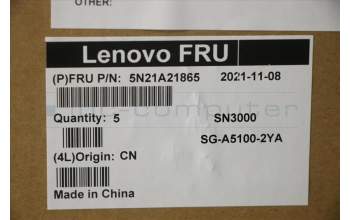 OTHER:
Lenovo FRU
(P)FRU P/N: 5N21A21865 2021-11-08
Quantity: 5 SN3000
SG-A5100-2YA
(4L)Origin: CN
Made in China